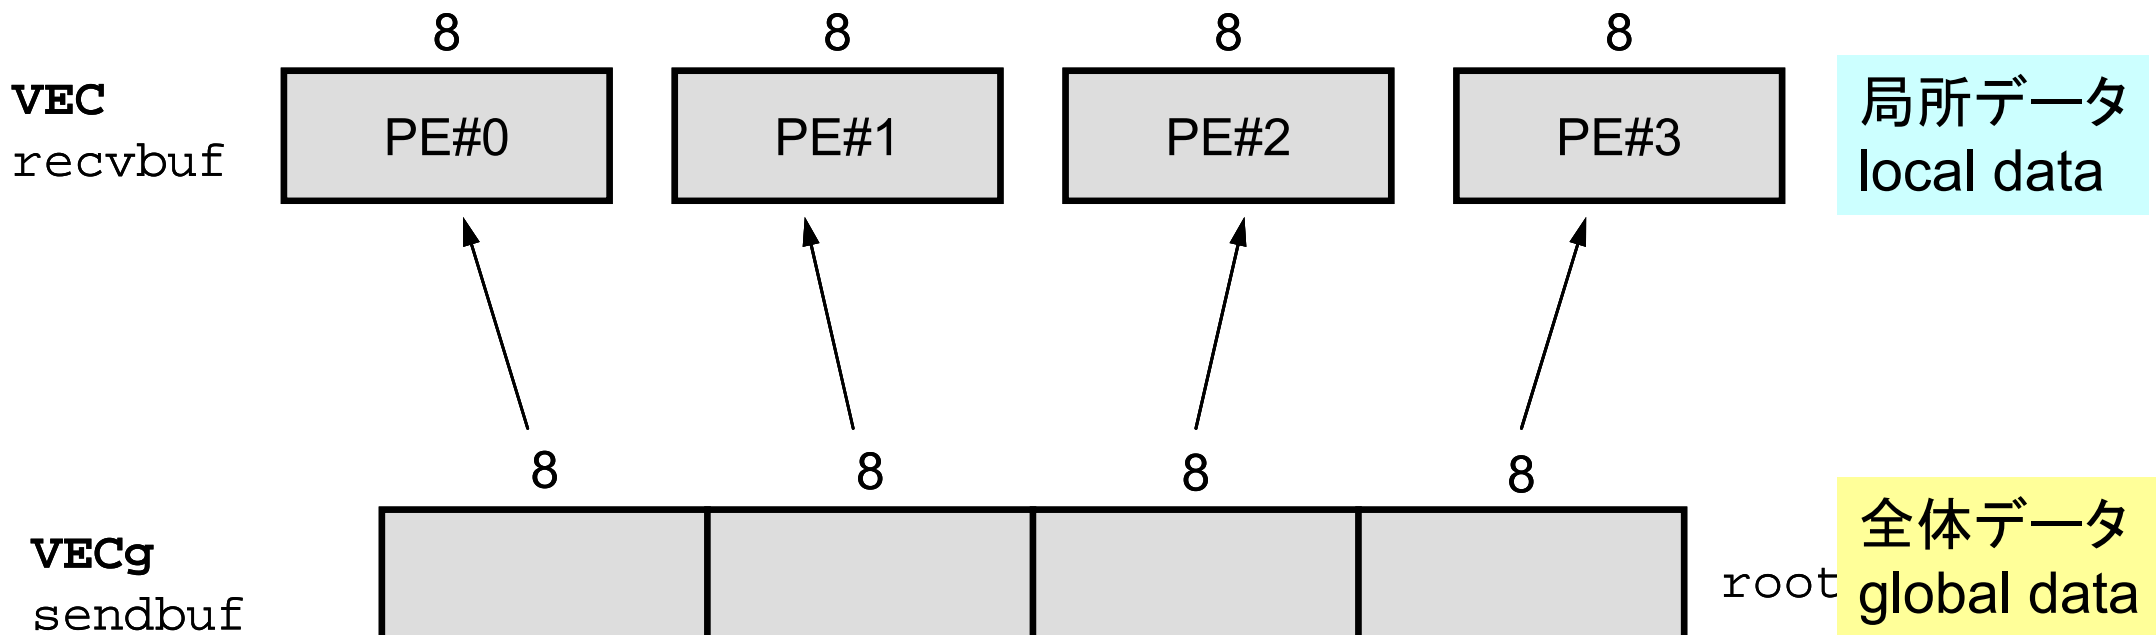 8 8 8 8
VEC
recvbuf
PE#0 PE#1 PE#2 PE#3
局所データ
local data
8 8 8 8
VECg
sendbuf
root
全体データ
global data